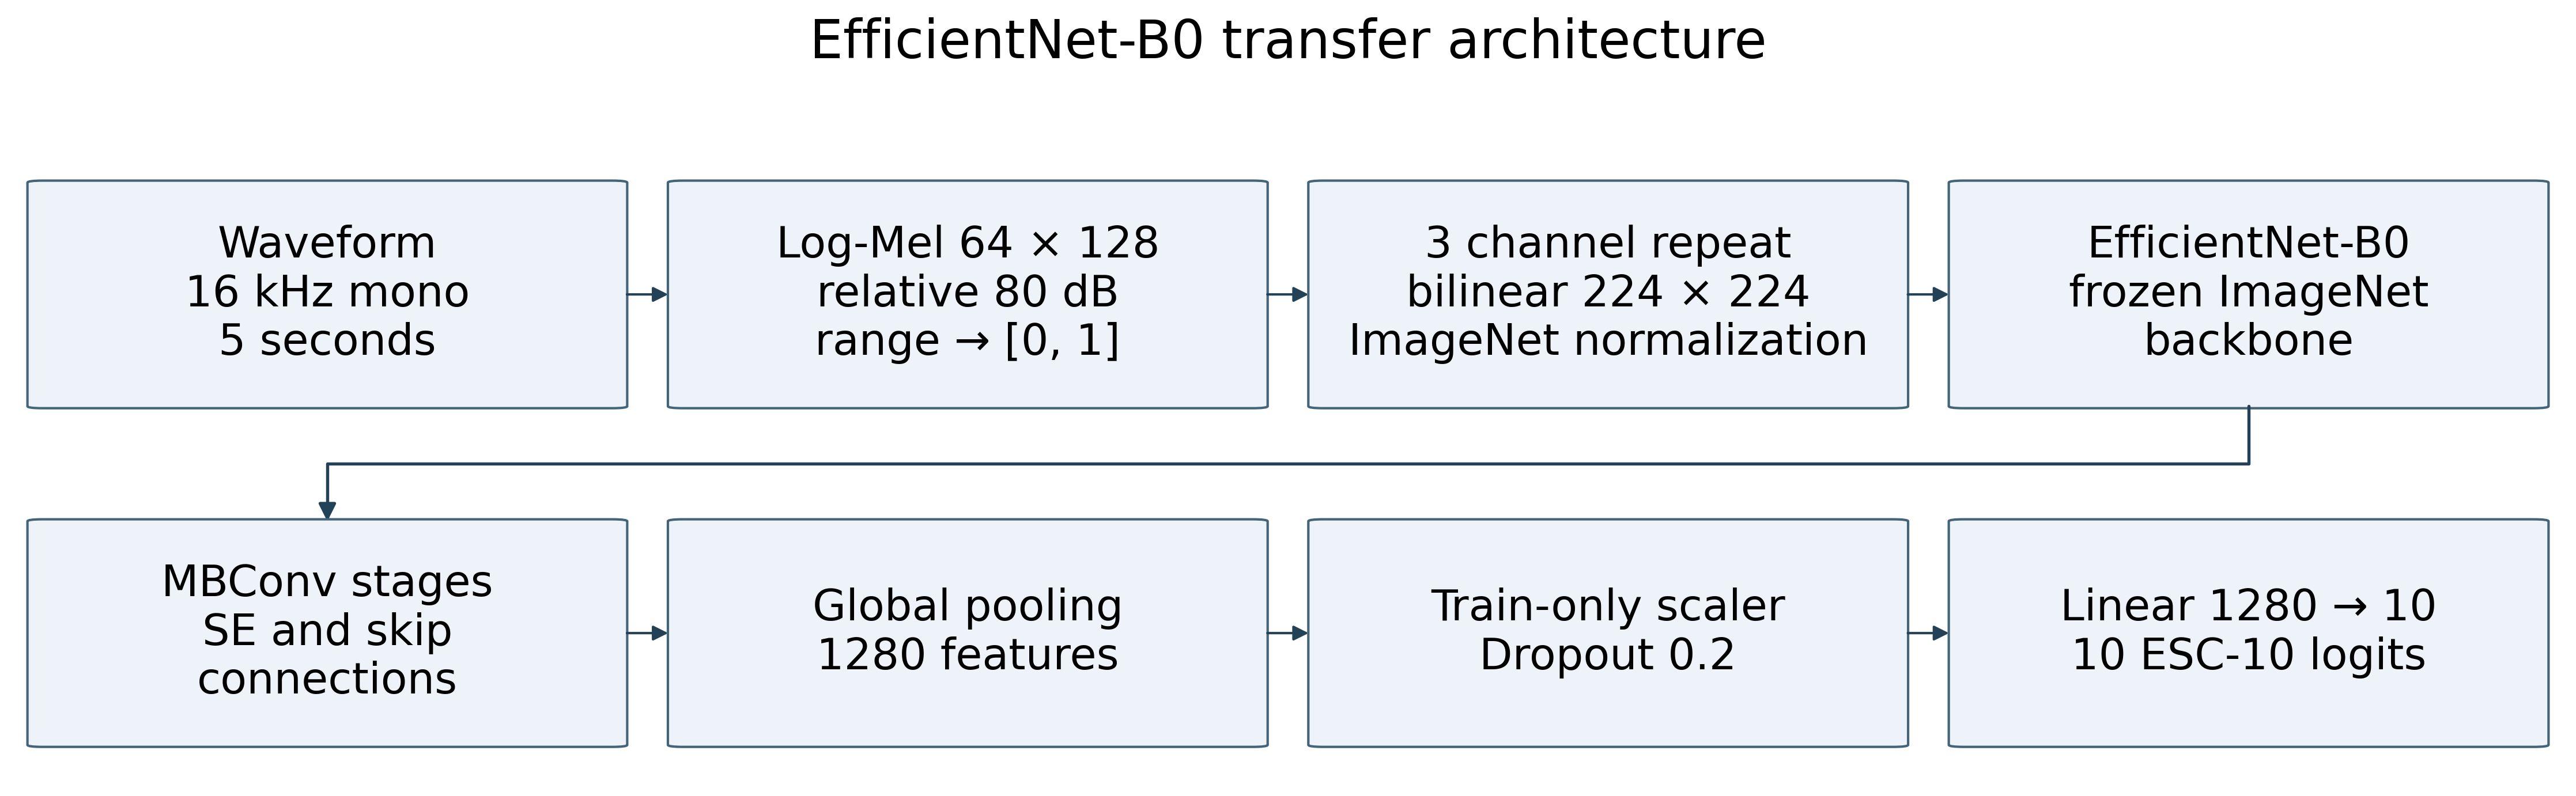 EfficientNet-B0 transfer architecture
Waveform
16 kHz mono
5 seconds
Log-Mel 64 × 128
relative 80 dB
range → [0, 1]
3 channel repeat
bilinear 224 × 224
ImageNet normalization
EfficientNet-B0
frozen ImageNet
backbone
MBConv stages
SE and skip
connections
Global pooling
1280 features
Train-only scaler
Dropout 0.2
Linear 1280 → 10
10 ESC-10 logits